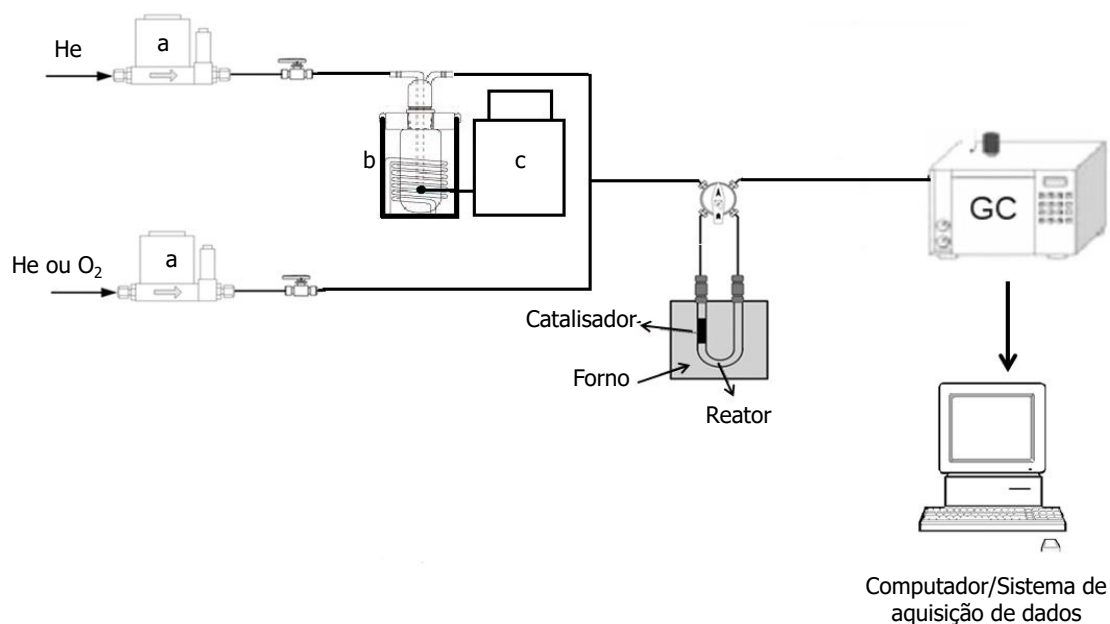 He
a
b
c
He ou O₂
a
GC
Catalisador
Forno
Reator
Computador/Sistema de
aquisição de dados